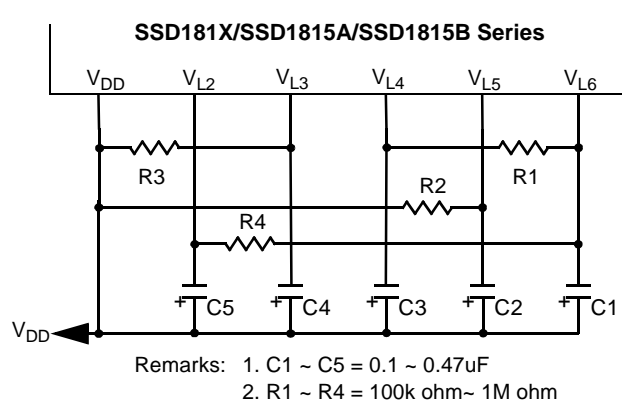 SSD181X/SSD1815A/SSD1815B Series
VDD VL2 VL3 VL4 VL5 VL6
R3 R1
R2
R4
+ C5 + C4 + C3 + C2 + C1
VDD
Remarks: 1. C1 ~ C5 = 0.1 ~ 0.47uF
2. R1 ~ R4 = 100k ohm~ 1M ohm